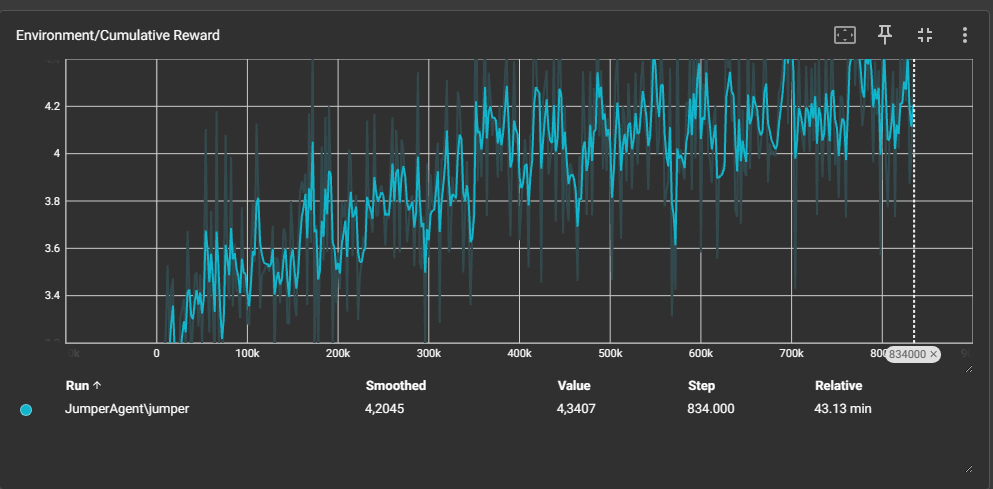 Environment/Cumulative Reward
4.2
4
3.8
3.6
3.4
0 100k 200k 300k 400k 500k 600k 700k 800 834000 ×
Run ↑ Smoothed Value Step Relative
JumperAgent\jumper 4,2045 4,3407 834.000 43.13 min